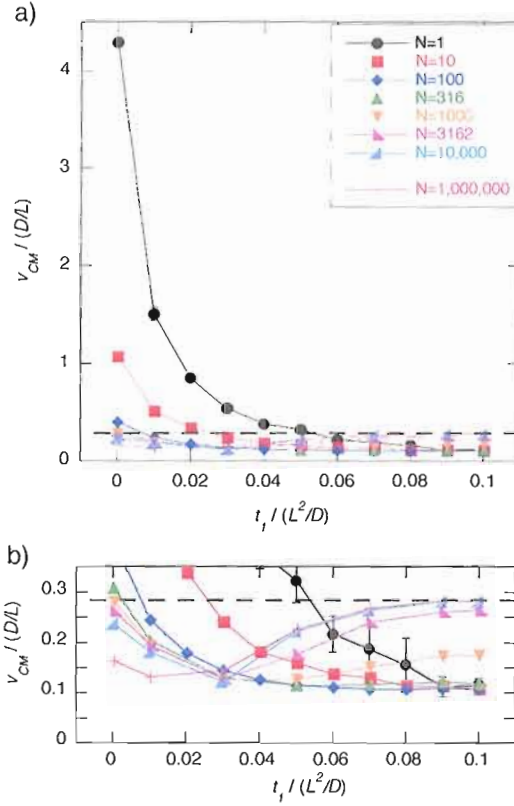 a)
N=1
N=10
N=100
N=316
N=1000
N=3162
N=10,000
N=1,000,000
4
3
2
1
0
v_CM / (D/L)
0 0.02 0.04 0.06 0.08 0.1
t_1 / (L^2/D)
b)
0.3
0.2
0.1
0
v_CM / (D/L)
0 0.02 0.04 0.06 0.08 0.1
t_1 / (L^2/D)